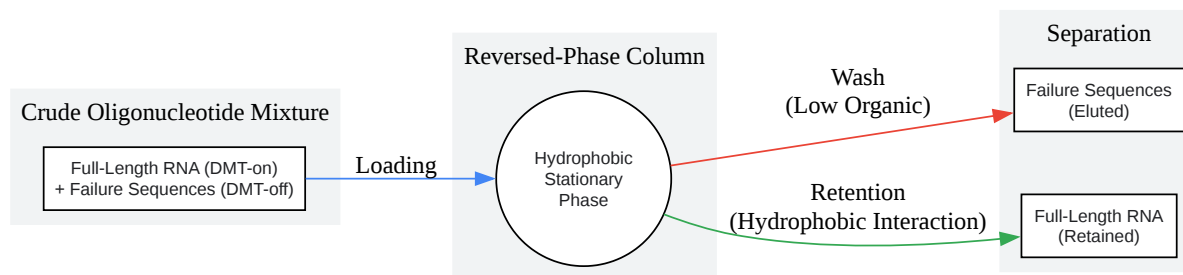 Crude Oligonucleotide Mixture
Full-Length RNA (DMT-on)
+ Failure Sequences (DMT-off)
Loading
Reversed-Phase Column
Hydrophobic
Stationary
Phase
Wash
(Low Organic)
Retention
(Hydrophobic Interaction)
Separation
Failure Sequences
(Eluted)
Full-Length RNA
(Retained)